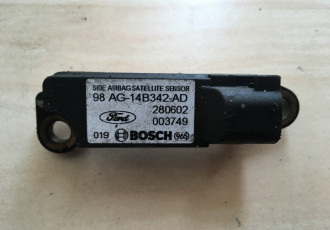 SIDE AIRBAG SATELLITE SENSOR
98 AG-14B342-AD
280602
Ford 003749
019 BOSCH